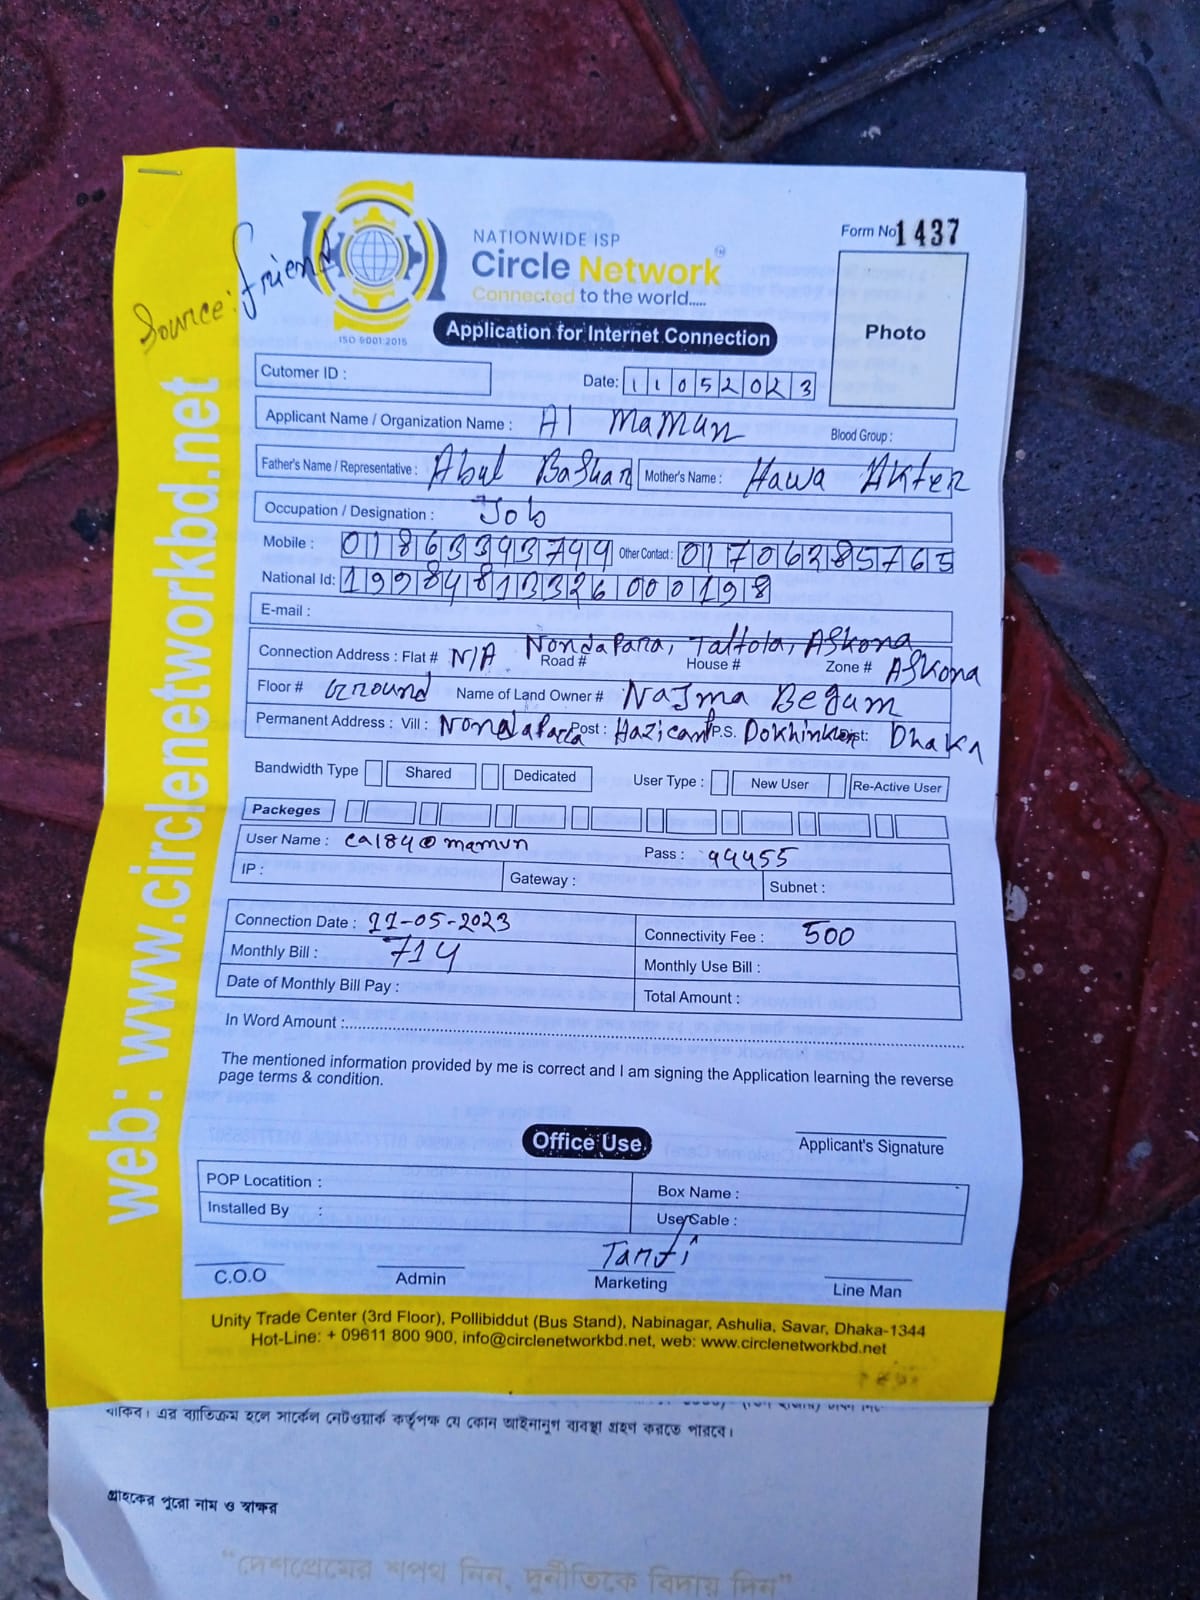 Source: friend
NATIONWIDE ISP
Circle Network
Connected to the world.....
ISO 9001:2015
Form No 1437
Photo
Application for Internet Connection
Cutomer ID :
Date: 11052023
Applicant Name / Organization Name : Al Mamun Blood Group :
Father's Name / Representative : Abul Bashar Mother's Name : Hawa Akter
Occupation / Designation : Job
Mobile : 01863393744 Other Contact : 01706385765
National Id: 19984813326000198
E-mail :
Nondapara, Taltola, Askona
Connection Address : Flat # N/A Road # House # Zone # Askona
Floor # Ground Name of Land Owner # Najma Begum
Permanent Address : Vill : Nondapara Post : Hazicamp P.S. Dokhinkhan Dist: Dhaka
Bandwidth Type Shared Dedicated User Type : New User Re-Active User
Packeges
User Name : ca184@mamun Pass : 44455
IP : Gateway : Subnet :
Connection Date : 11-05-2023 Connectivity Fee : 500
Monthly Bill : 714 Monthly Use Bill :
Date of Monthly Bill Pay : Total Amount :
In Word Amount :
The mentioned information provided by me is correct and I am signing the Application learning the reverse
page terms & condition.
Applicant's Signature
Office Use
POP Locatition : Box Name :
Installed By : User Cable :
C.O.O Admin Marketing Line Man
Unity Trade Center (3rd Floor), Pollibiddut (Bus Stand), Nabinagar, Ashulia, Savar, Dhaka-1344
Hot-Line: + 09611 800 900, info@circlenetworkbd.net, web: www.circlenetworkbd.net
web: www.circlenetworkbd.net
থাকিব। এর ব্যতিক্রম হলে সার্কেল নেটওয়ার্ক কর্তৃপক্ষ যে কোন আইনানুগ ব্যবস্থা গ্রহণ করতে পারবে।
গ্রাহকের পুরো নাম ও স্বাক্ষর
"দেশপ্রেমের শপথ নিন, দুর্নীতিকে বিদায় দিন"